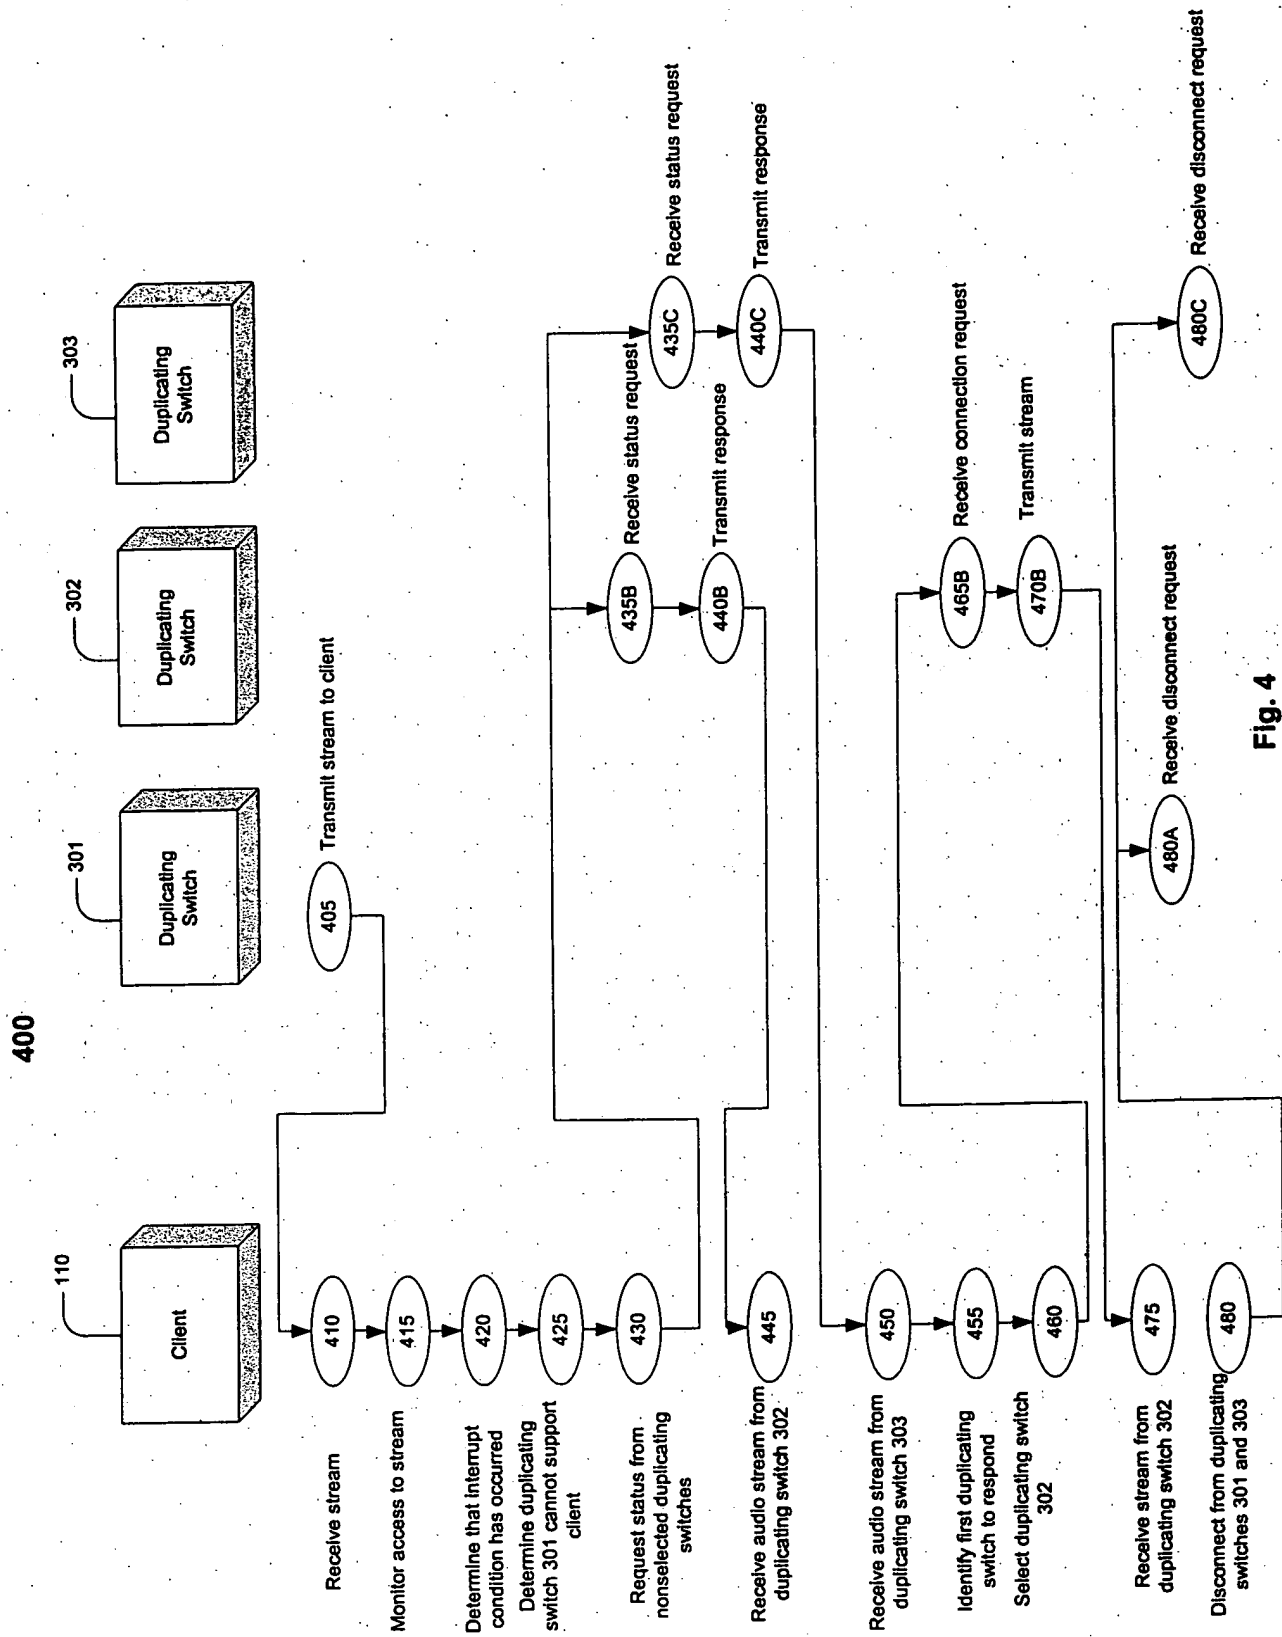 400
110
Client
301
Duplicating
Switch
302
Duplicating
Switch
303
Duplicating
Switch
405
Transmit stream to client
Receive stream
410
Monitor access to stream
415
Determine that interrupt
condition has occurred
420
Determine duplicating
switch 301 cannot support
client
425
Request status from
nonselected duplicating
switches
430
435B
Receive status request
435C
Receive status request
440B
Transmit response
440C
Transmit response
Receive audio stream from
duplicating switch 302
445
Receive audio stream from
duplicating switch 303
450
Identify first duplicating
switch to respond
455
Select duplicating switch
302
460
465B
Receive connection request
470B
Transmit stream
Receive stream from
duplicating switch 302
475
Disconnect from duplicating
switches 301 and 303
480
480A
Receive disconnect request
480C
Receive disconnect request
Fig. 4